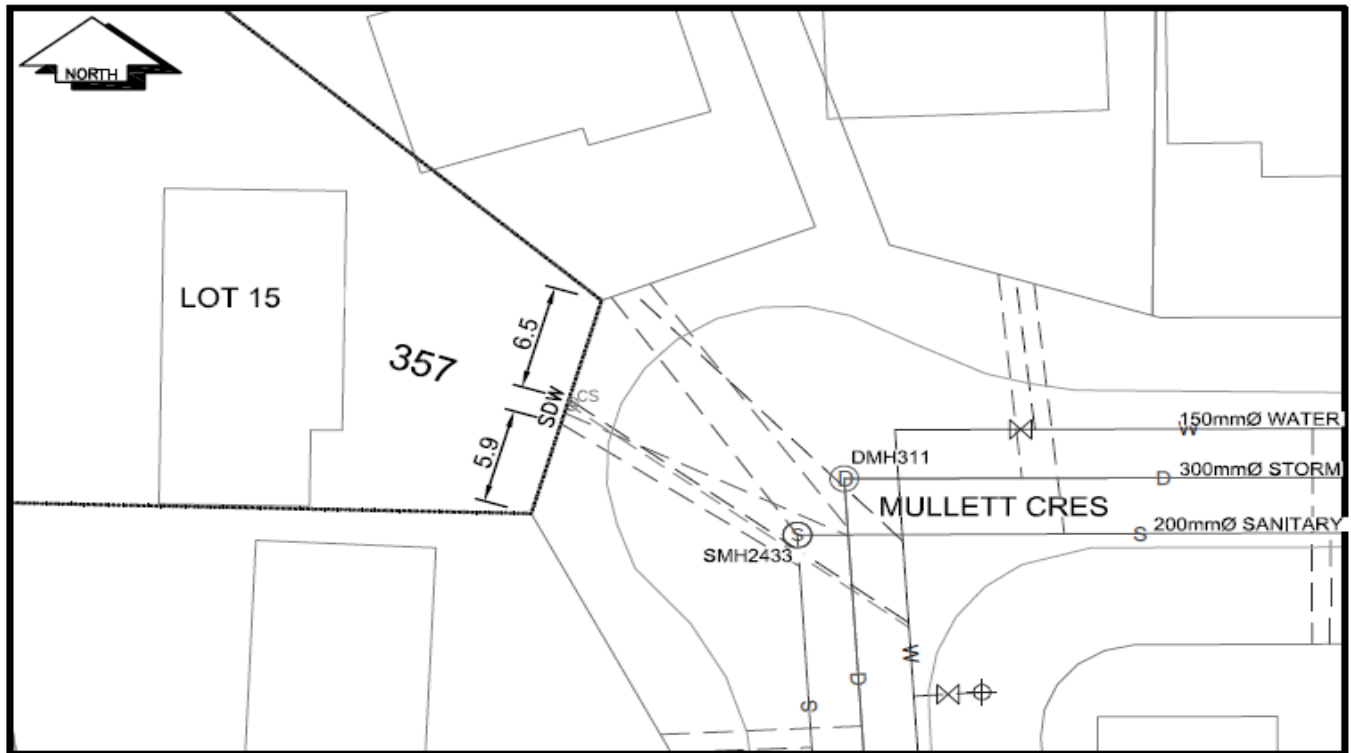 NORTH
LOT 15
357
6.5
SDW
CS
5.9
150mmØ WATER
W
DMH311
D
300mmØ STORM
D
MULLETT CRES
200mmØ SANITARY
S
S
SMH2433
W
D
S